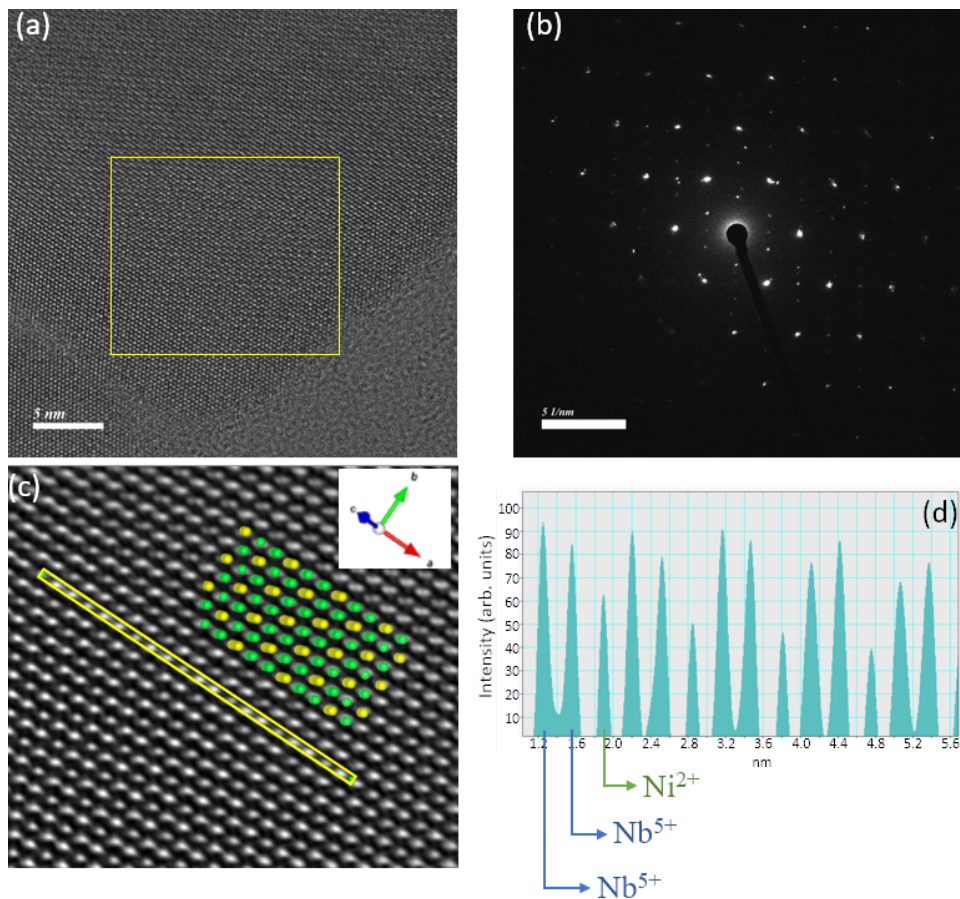 (a)
5 nm
(b)
5 1/nm
(c)
b
c
a
(d)
Intensity (arb. units)
100
90
80
70
60
50
40
30
20
10
1.2 1.6 2.0 2.4 2.8 3.2 3.6 4.0 4.4 4.8 5.2 5.6
nm
Ni²⁺
Nb⁵⁺
Nb⁵⁺